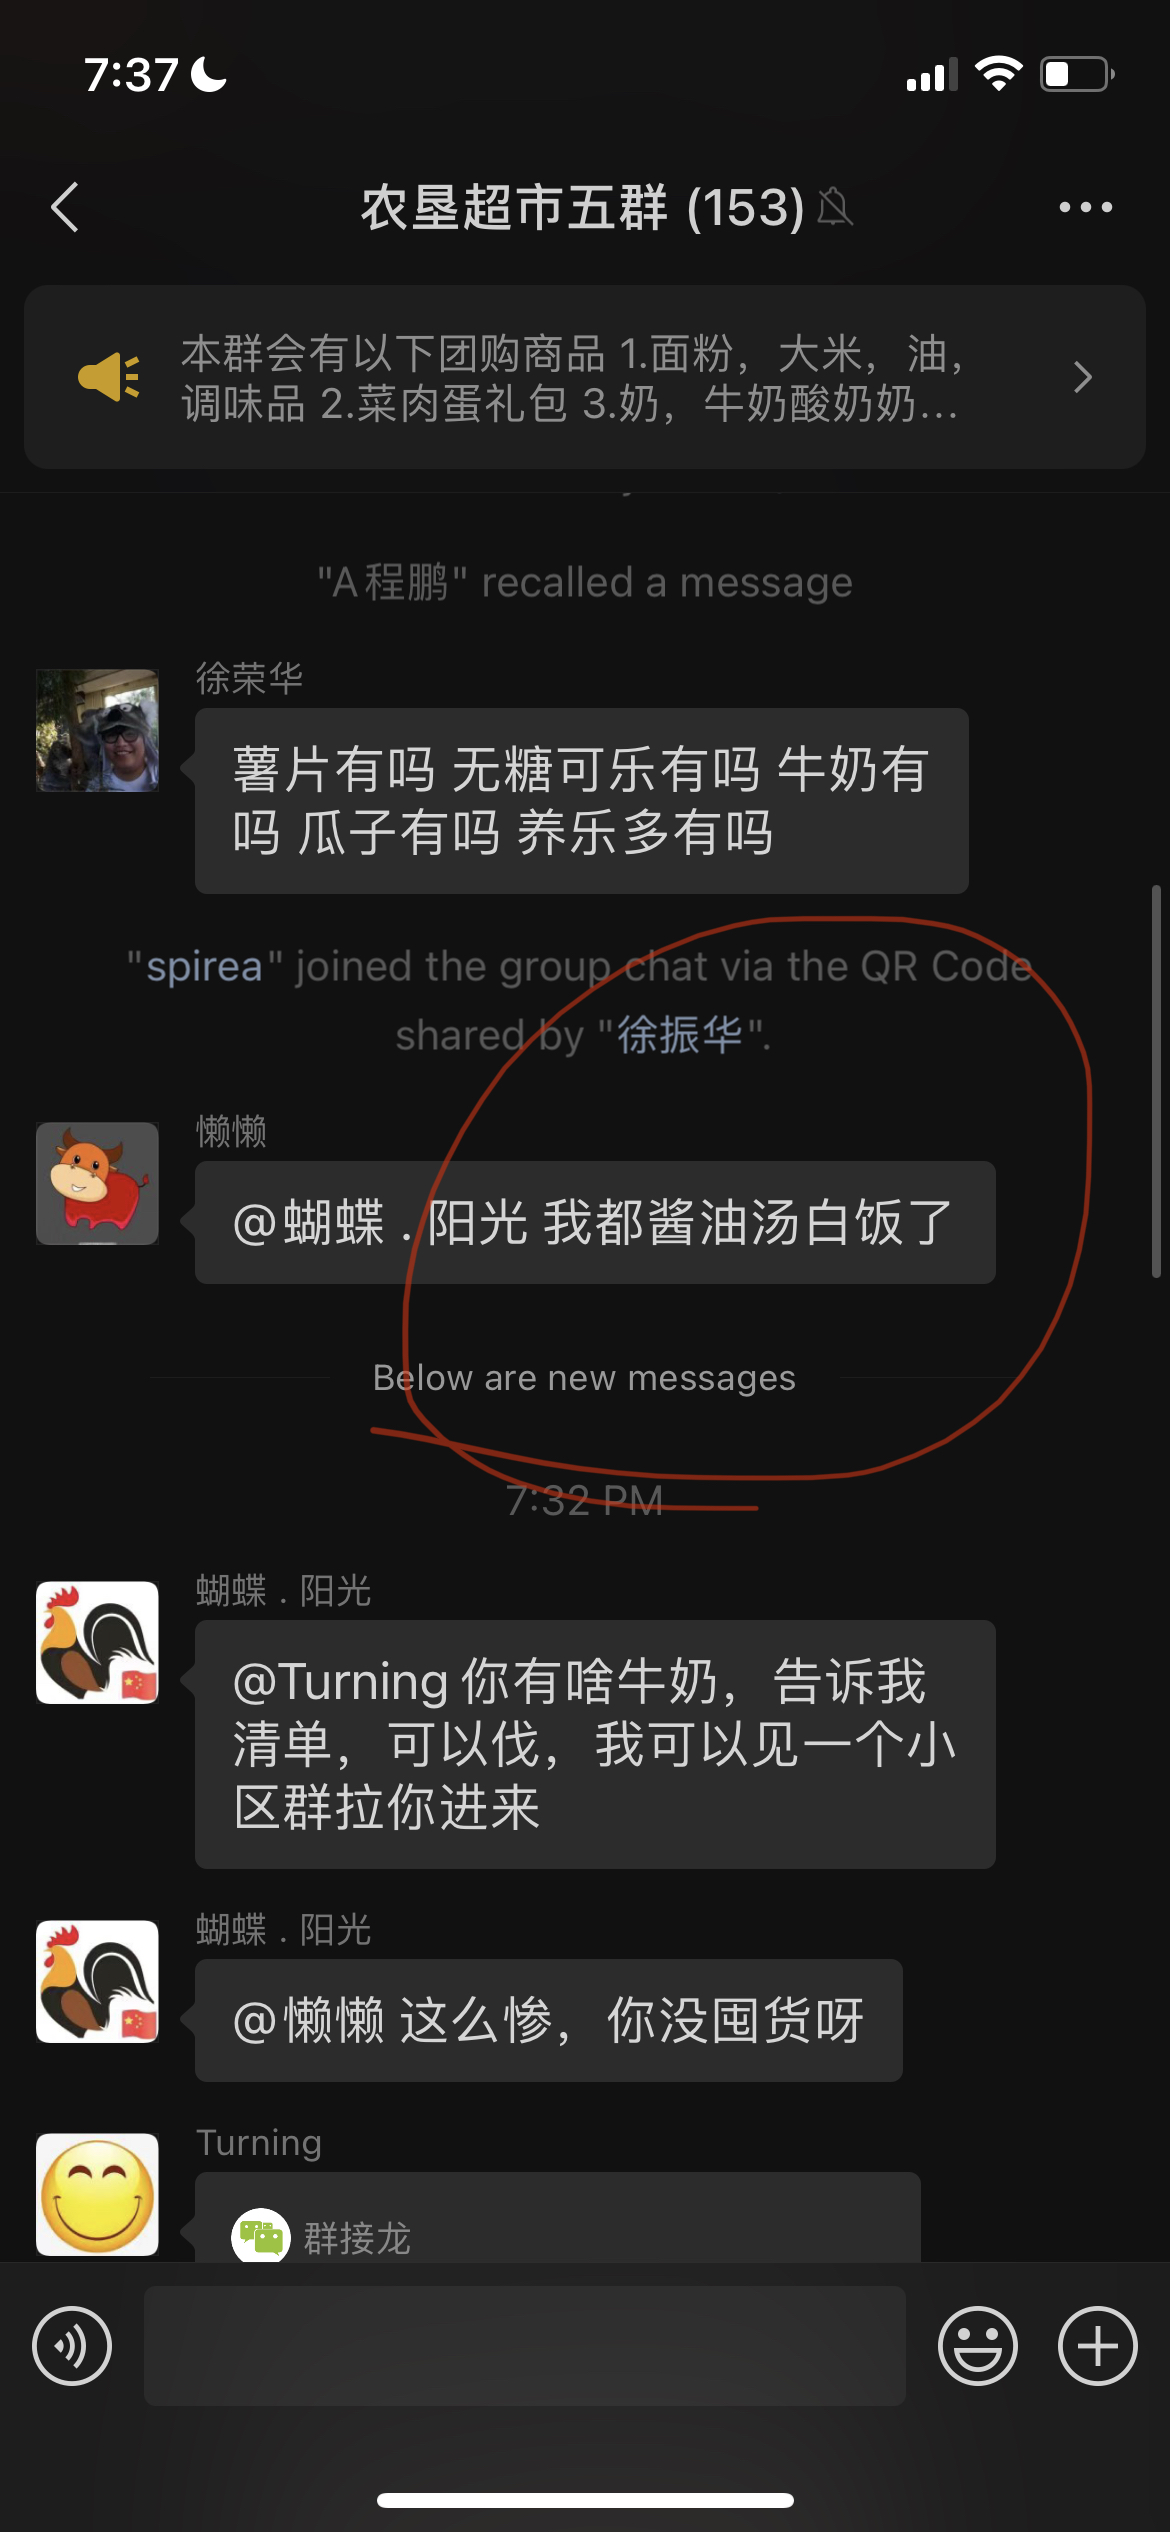 7:37
农垦超市五群 (153)
本群会有以下团购商品 1.面粉，大米，油，
调味品 2.菜肉蛋礼包 3.奶，牛奶酸奶奶...
"A程鹏" recalled a message
徐荣华
薯片有吗 无糖可乐有吗 牛奶有
吗 瓜子有吗 养乐多有吗
"spirea" joined the group chat via the QR Code
shared by "徐振华".
懒懒
@蝴蝶 . 阳光 我都酱油汤白饭了
Below are new messages
7:32 PM
蝴蝶 . 阳光
@Turning 你有啥牛奶，告诉我
清单，可以伐，我可以见一个小
区群拉你进来
蝴蝶 . 阳光
@懒懒 这么惨，你没囤货呀
Turning
群接龙